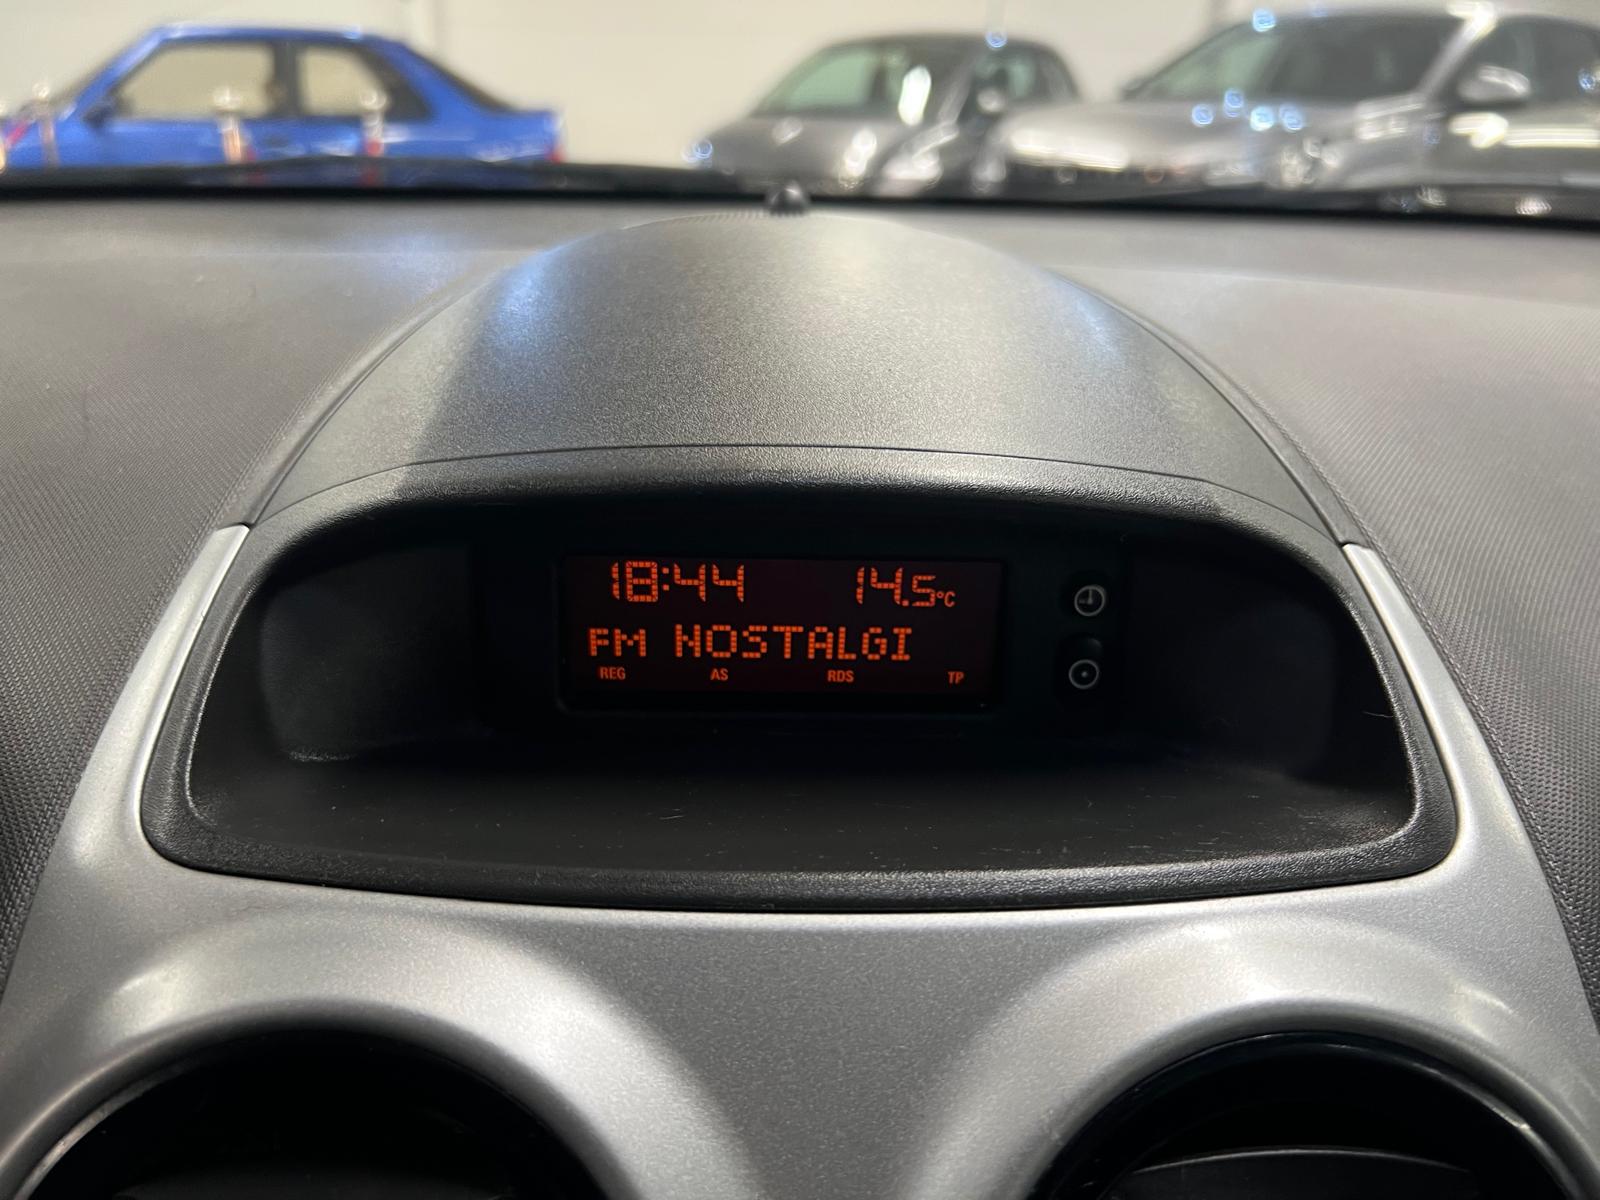 18:44 14.5°C
FM NOSTALGI
REG AS RDS TP